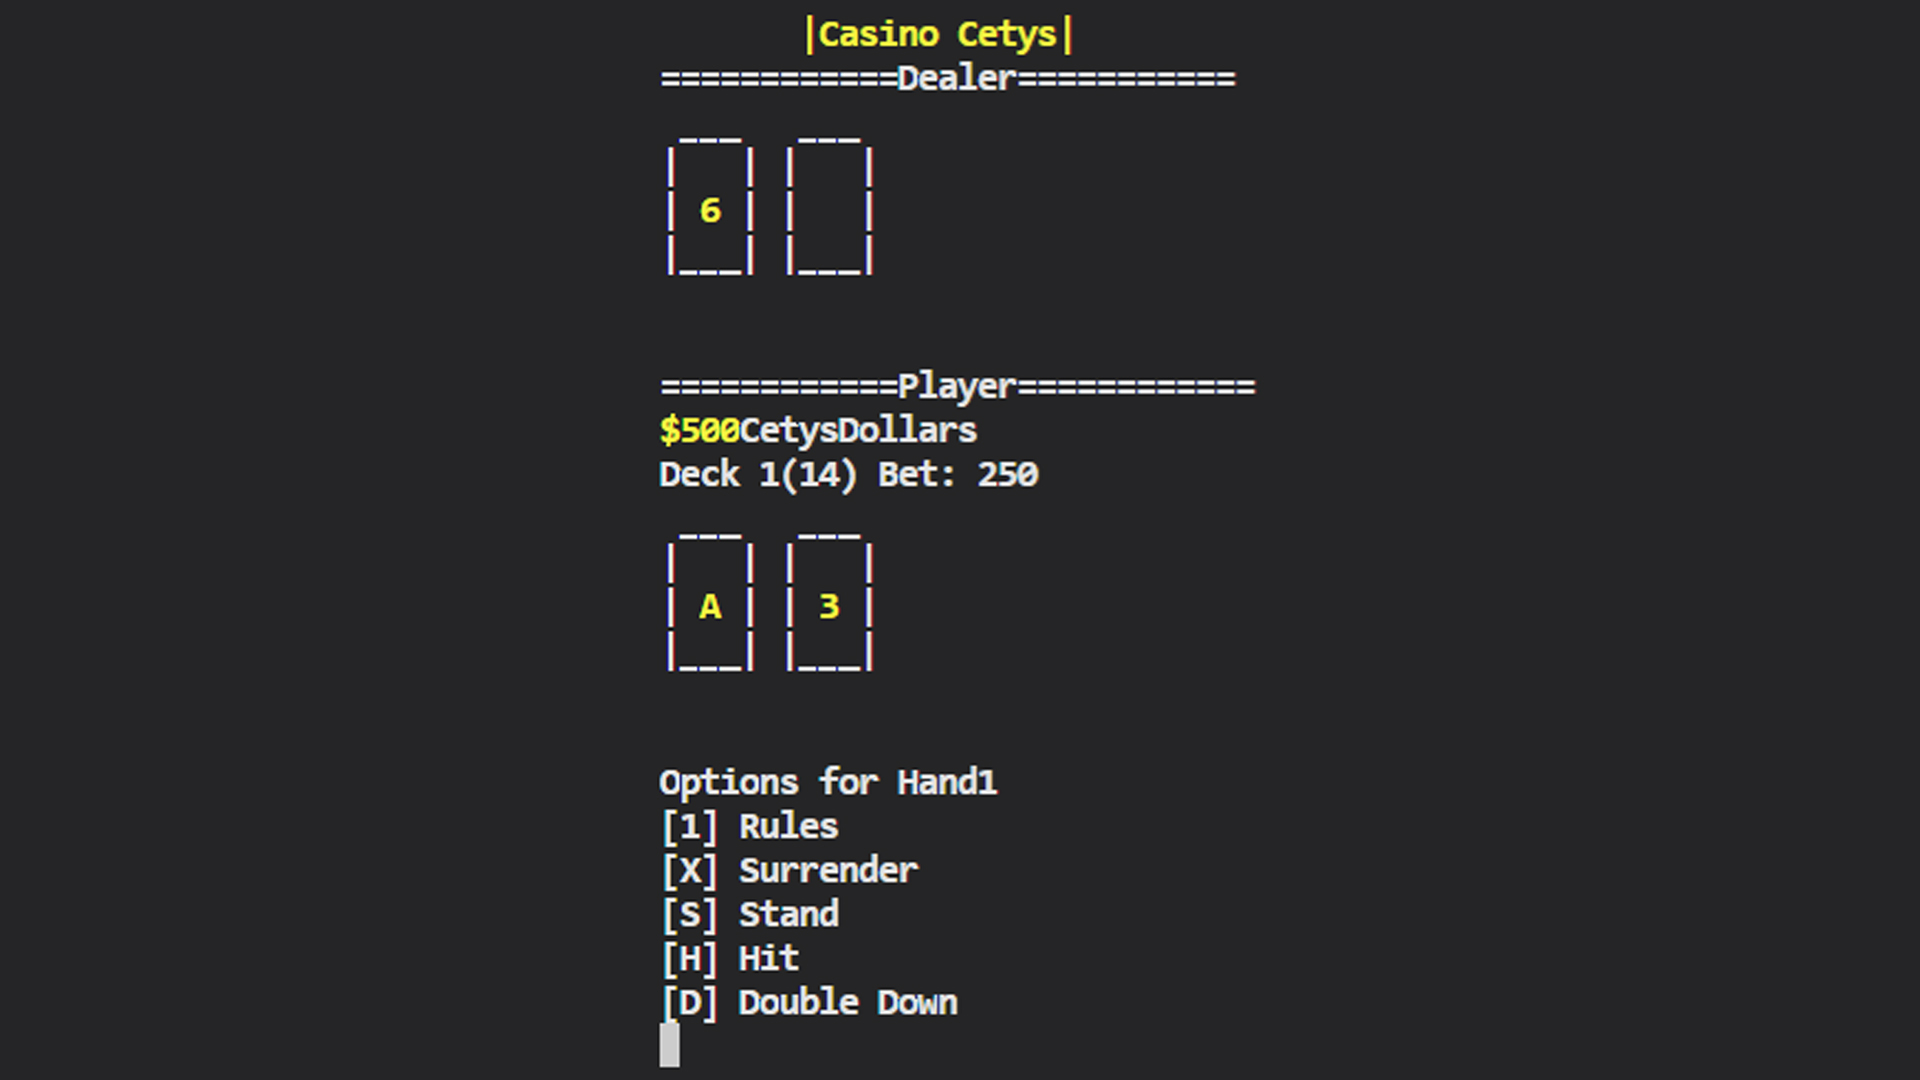 |Casino Cetys|
============Dealer===========
6
============Player============
$500CetysDollars
Deck 1(14) Bet: 250
A 3
Options for Hand1
[1] Rules
[X] Surrender
[S] Stand
[H] Hit
[D] Double Down